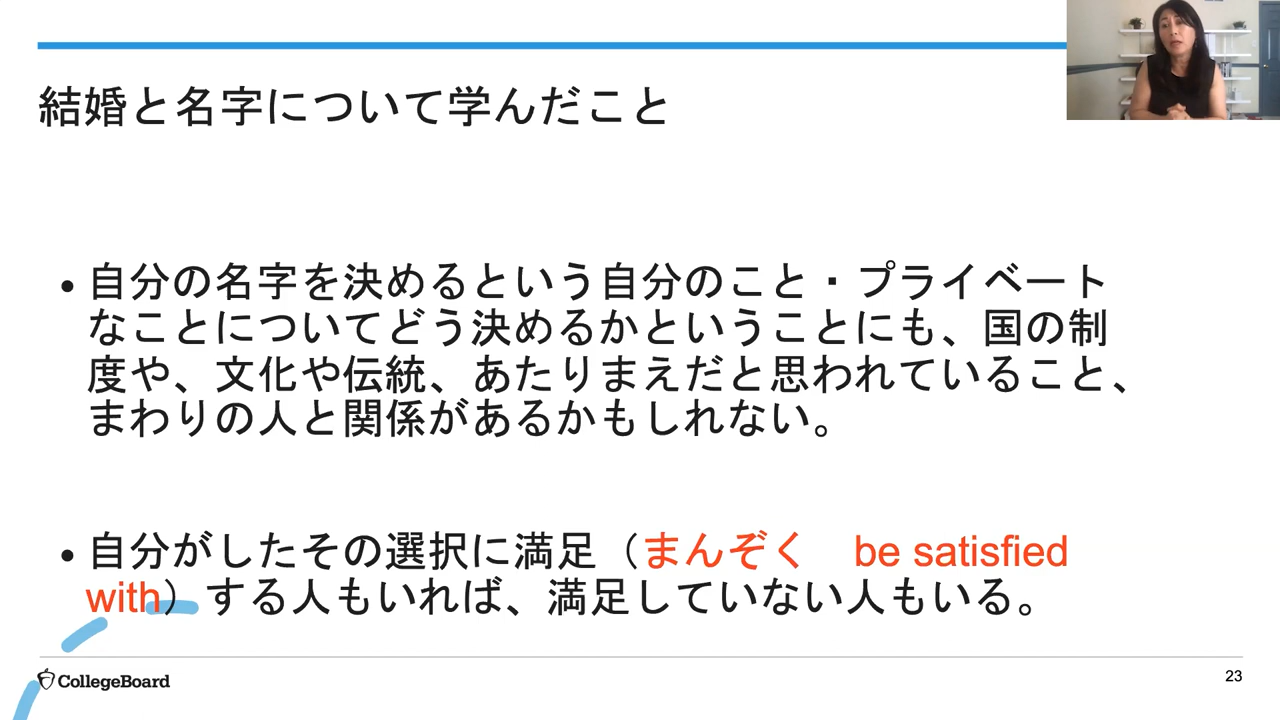 結婚と名字について学んだこと
• 自分の名字を決めるという自分のこと・プライベート
なことについてどう決めるかということにも、国の制
度や、文化や伝統、あたりまえだと思われていること、
まわりの人と関係があるかもしれない。
• 自分がしたその選択に満足（まんぞく　be satisfied
with）する人もいれば、満足していない人もいる。
CollegeBoard
23